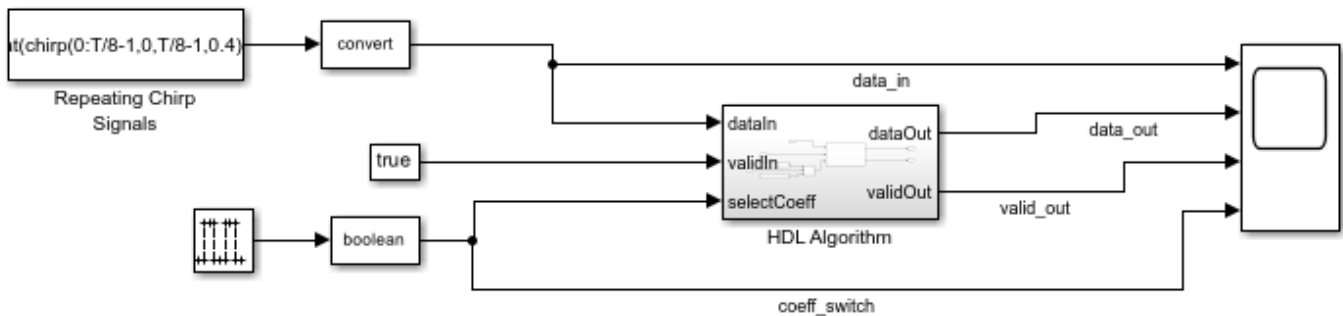 ıt(chirp(0:T/8-1,0,T/8-1,0.4)
convert
Repeating Chirp
Signals
data_in
dataIn
dataOut
data_out
true
validIn
validOut
valid_out
selectCoeff
boolean
HDL Algorithm
coeff_switch